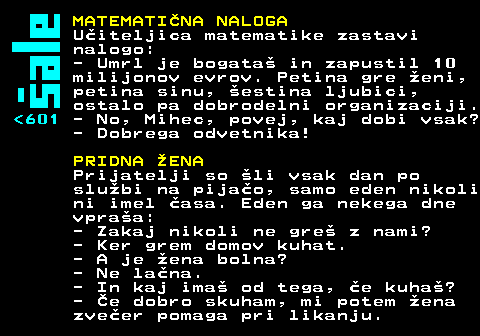 šale
<601
MATEMATIČNA NALOGA
Učiteljica matematike zastavi
nalogo:
- Umrl je bogataš in zapustil 10
milijonov evrov. Petina gre ženi,
petina sinu, šestina ljubici,
ostalo pa dobrodelni organizaciji.
- No, Mihec, povej, kaj dobi vsak?
- Dobrega odvetnika!
PRIDNA ŽENA
Prijatelji so šli vsak dan po
službi na pijačo, samo eden nikoli
ni imel časa. Eden ga nekega dne
vpraša:
- Zakaj nikoli ne greš z nami?
- Ker grem domov kuhat.
- A je žena bolna?
- Ne lačna.
- In kaj imaš od tega, če kuhaš?
- Če dobro skuham, mi potem žena
zvečer pomaga pri likanju.